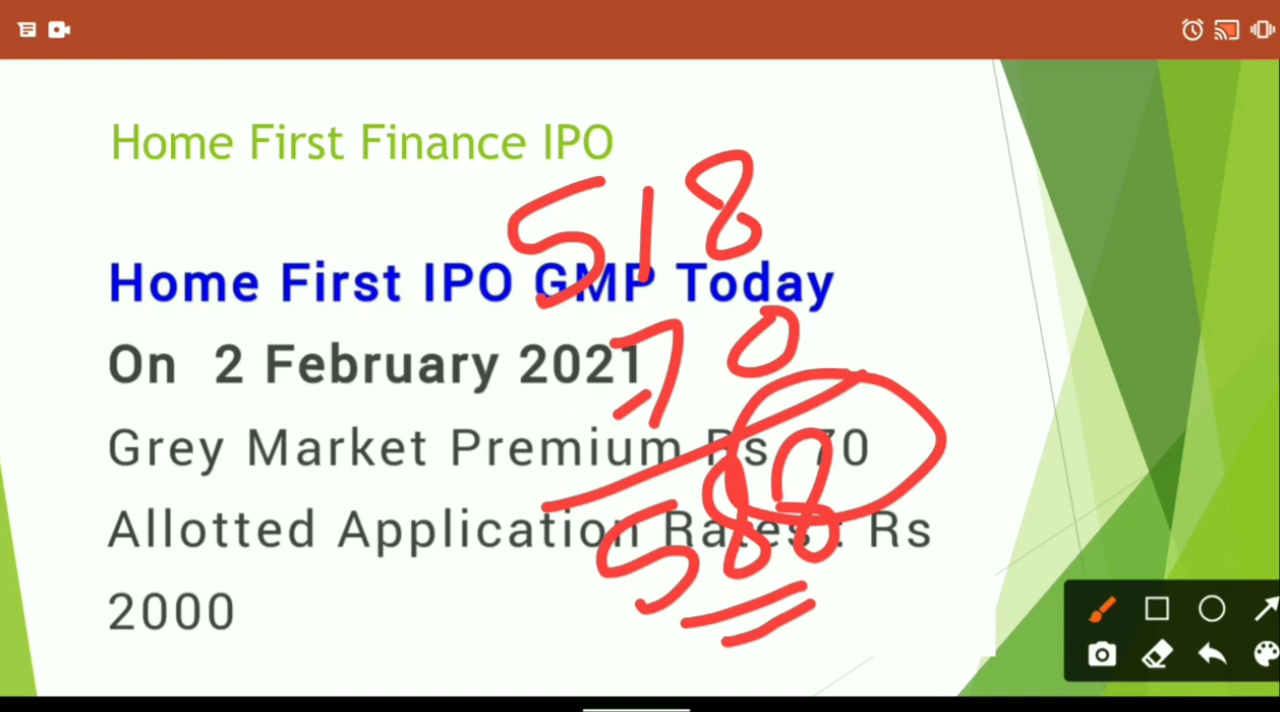 Home First Finance IPO
518
Home First IPO GMP Today
70
On 2 February 2021
Grey Market Premium Rs 70
588
Allotted Application Rates : Rs
2000